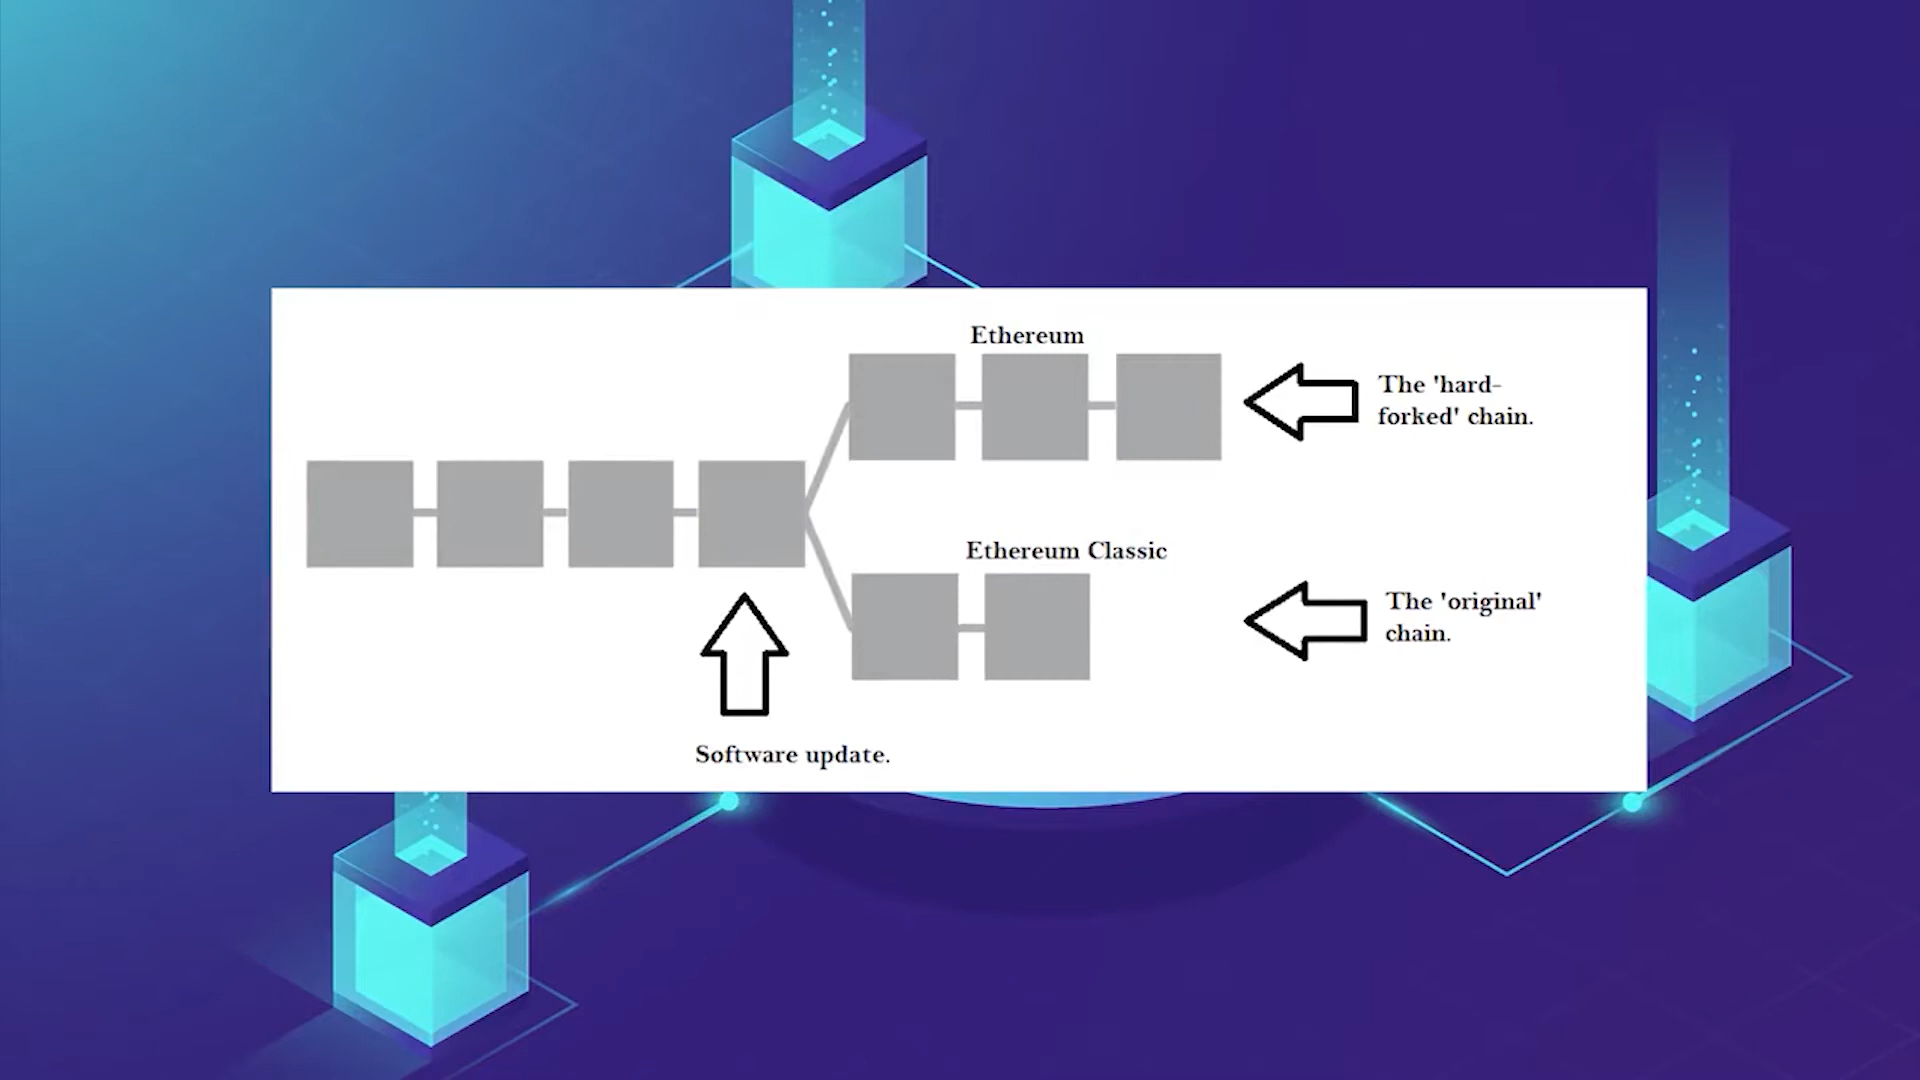 Ethereum
The 'hard-
forked' chain.
Ethereum Classic
The 'original'
chain.
Software update.